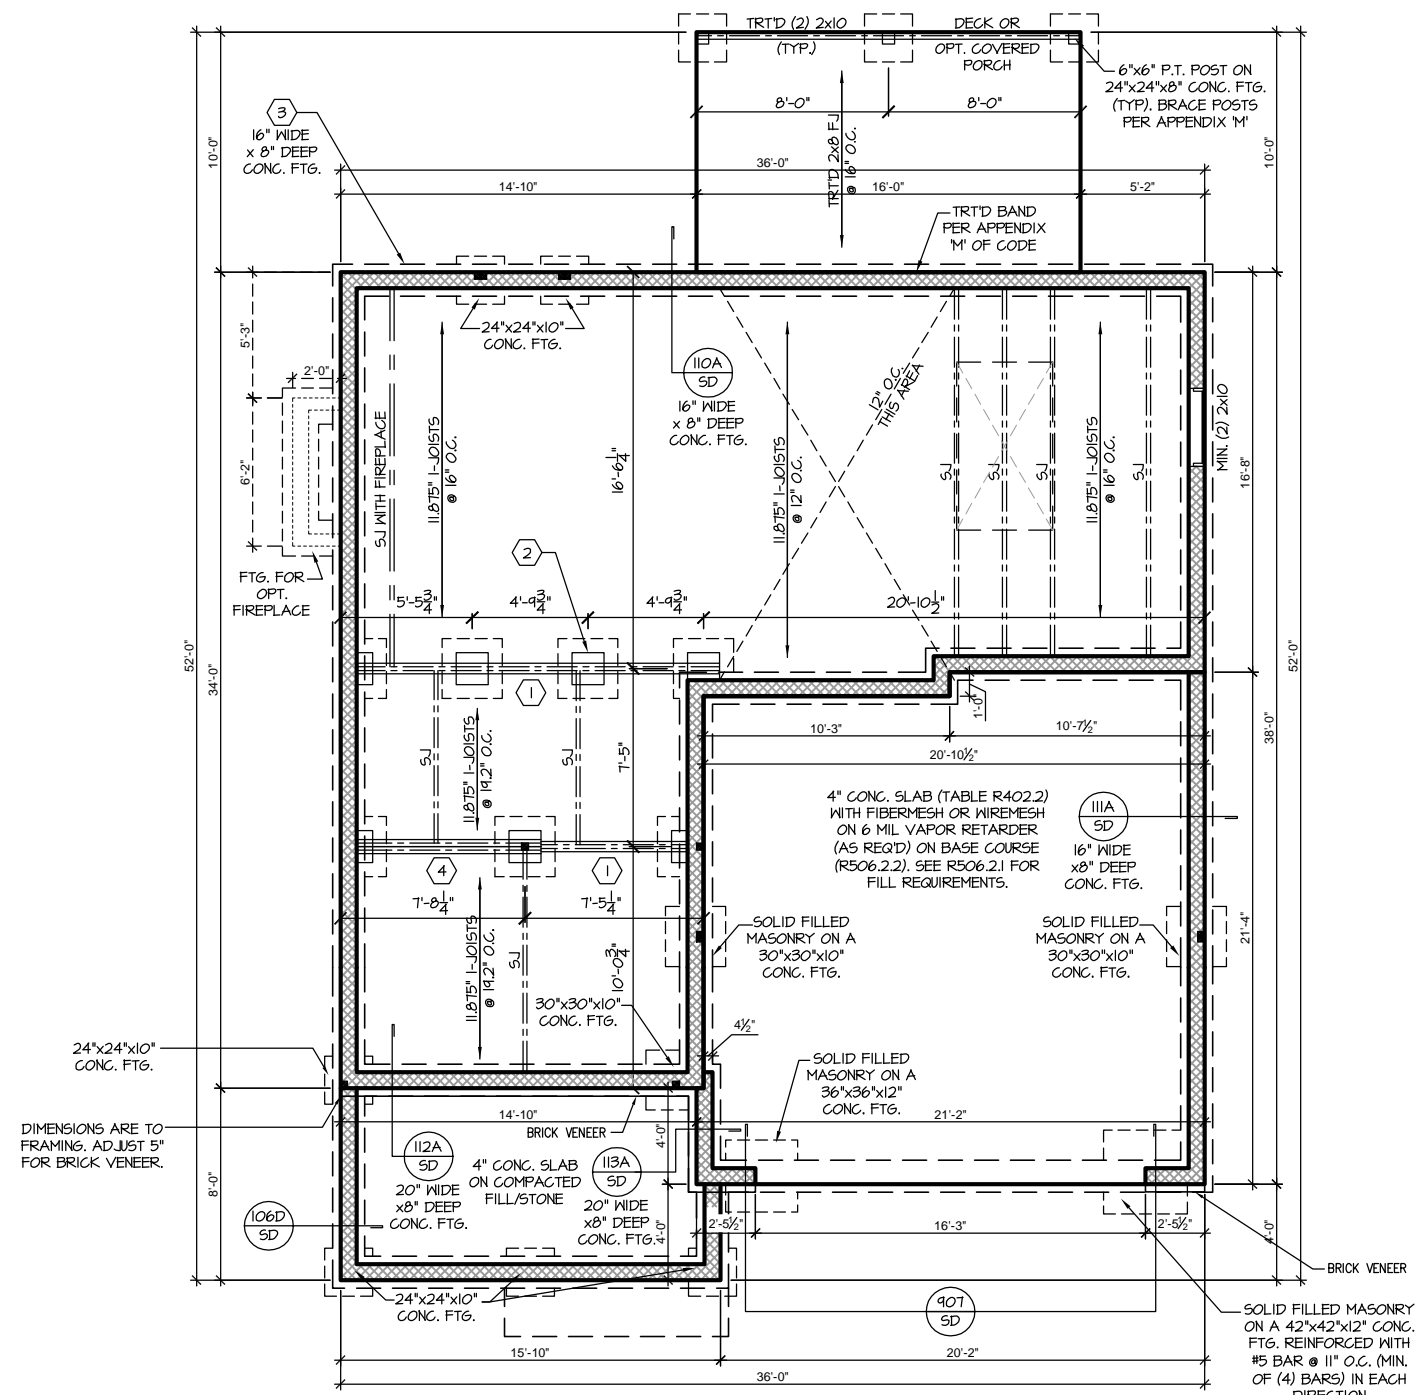 TRT'D (2) 2x10
(TYP.)
DECK OR
OPT. COVERED
PORCH
6"x6" P.T. POST ON
24"x24"x8" CONC. FTG.
(TYP). BRACE POSTS
PER APPENDIX 'M'
8'-0"
8'-0"
3
16" WIDE
x 8" DEEP
CONC. FTG.
10'-0"
10'-0"
TRT'D 2x8 FJ
@ 16" O.C.
36'-0"
14'-10"
16'-0"
5'-2"
TRT'D BAND
PER APPENDIX
'M' OF CODE
24"x24"x10"
CONC. FTG.
5'-3"
2'-0"
6'-2"
FTG. FOR
OPT.
FIREPLACE
SJ WITH FIREPLACE
11.875" I-JOISTS
@ 16" O.C.
110A
SD
16" WIDE
x 8" DEEP
CONC. FTG.
16'-6 1/4"
11.875" I-JOISTS
@ 12" O.C.
12" O.C.
THIS AREA
SJ
SJ
SJ
SJ
11.875" I-JOISTS
@ 16" O.C.
MIN. (2) 2x10
16'-8"
2
5'-5 3/4"
4'-9 3/4"
4'-9 3/4"
20'-10 1/2"
52'-0"
34'-0"
52'-0"
38'-0"
1
SJ
11.875" I-JOISTS
@ 19.2" O.C.
SJ
7'-5"
1'-0"
10'-3"
10'-7 1/2"
20'-10 1/2"
4" CONC. SLAB (TABLE R402.2)
WITH FIBERMESH OR WIREMESH
ON 6 MIL VAPOR RETARDER
(AS REQ'D) ON BASE COURSE
(R506.2.2). SEE R506.2.1 FOR
FILL REQUIREMENTS.
111A
SD
16" WIDE
x8" DEEP
CONC. FTG.
4
1
7'-8 1/4"
7'-5 1/4"
11.875" I-JOISTS
@ 19.2" O.C.
SJ
10'-0 3/4"
SOLID FILLED
MASONRY ON A
30"x30"x10"
CONC. FTG.
SOLID FILLED
MASONRY ON A
30"x30"x10"
CONC. FTG.
21'-4"
30"x30"x10"
CONC. FTG.
4 1/2"
24"x24"x10"
CONC. FTG.
SOLID FILLED
MASONRY ON A
36"x36"x12"
CONC. FTG.
DIMENSIONS ARE TO
FRAMING. ADJUST 5"
FOR BRICK VENEER.
14'-10"
BRICK VENEER
4'-0"
21'-2"
112A
SD
20" WIDE
x8" DEEP
CONC. FTG.
4" CONC. SLAB
ON COMPACTED
FILL/STONE
113A
SD
20" WIDE
x8" DEEP
CONC. FTG.
8'-0"
106D
SD
4'-0"
2'-5 1/2"
16'-3"
2'-5 1/2"
4'-0"
BRICK VENEER
24"x24"x10"
CONC. FTG.
907
SD
SOLID FILLED MASONRY
ON A 42"x42"x12" CONC.
FTG. REINFORCED WITH
#5 BAR @ 11" O.C. (MIN.
OF (4) BARS) IN EACH
DIRECTION
15'-10"
20'-2"
36'-0"